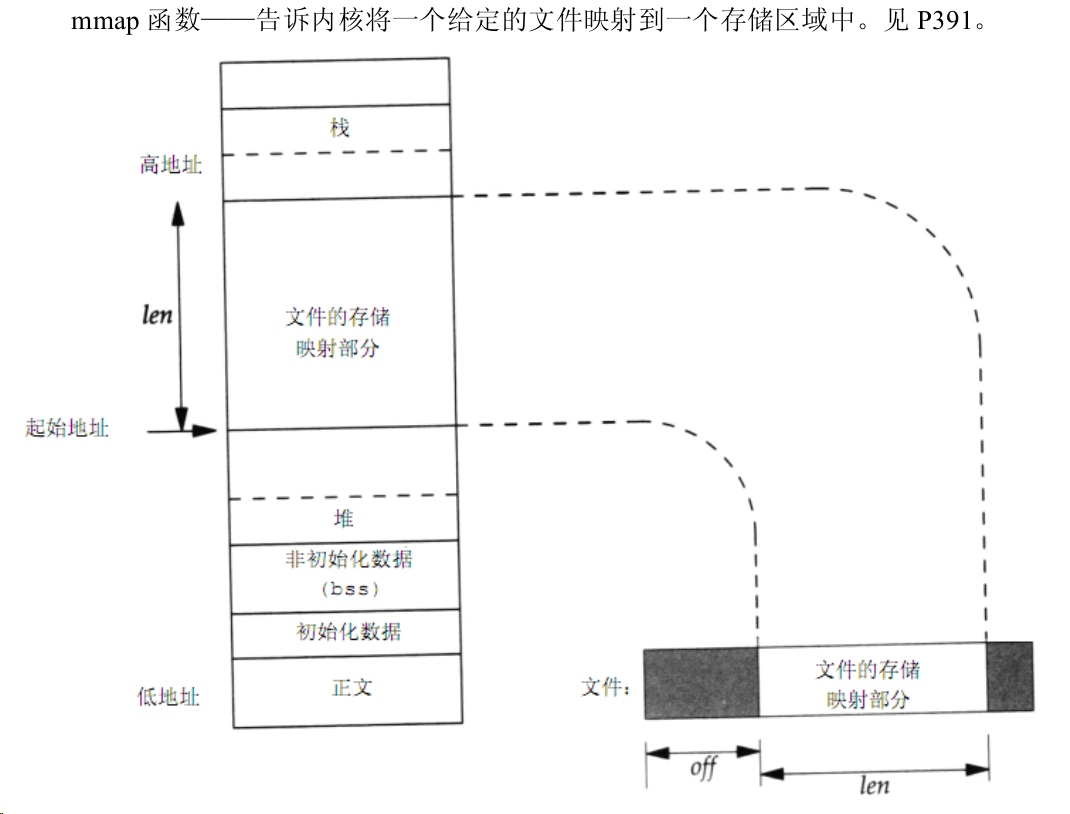 mmap 函数——告诉内核将一个给定的文件映射到一个存储区域中。见 P391。
栈
高地址
len
文件的存储
映射部分
起始地址
堆
非初始化数据
(bss)
初始化数据
正文
低地址
文件：
文件的存储
映射部分
off
len